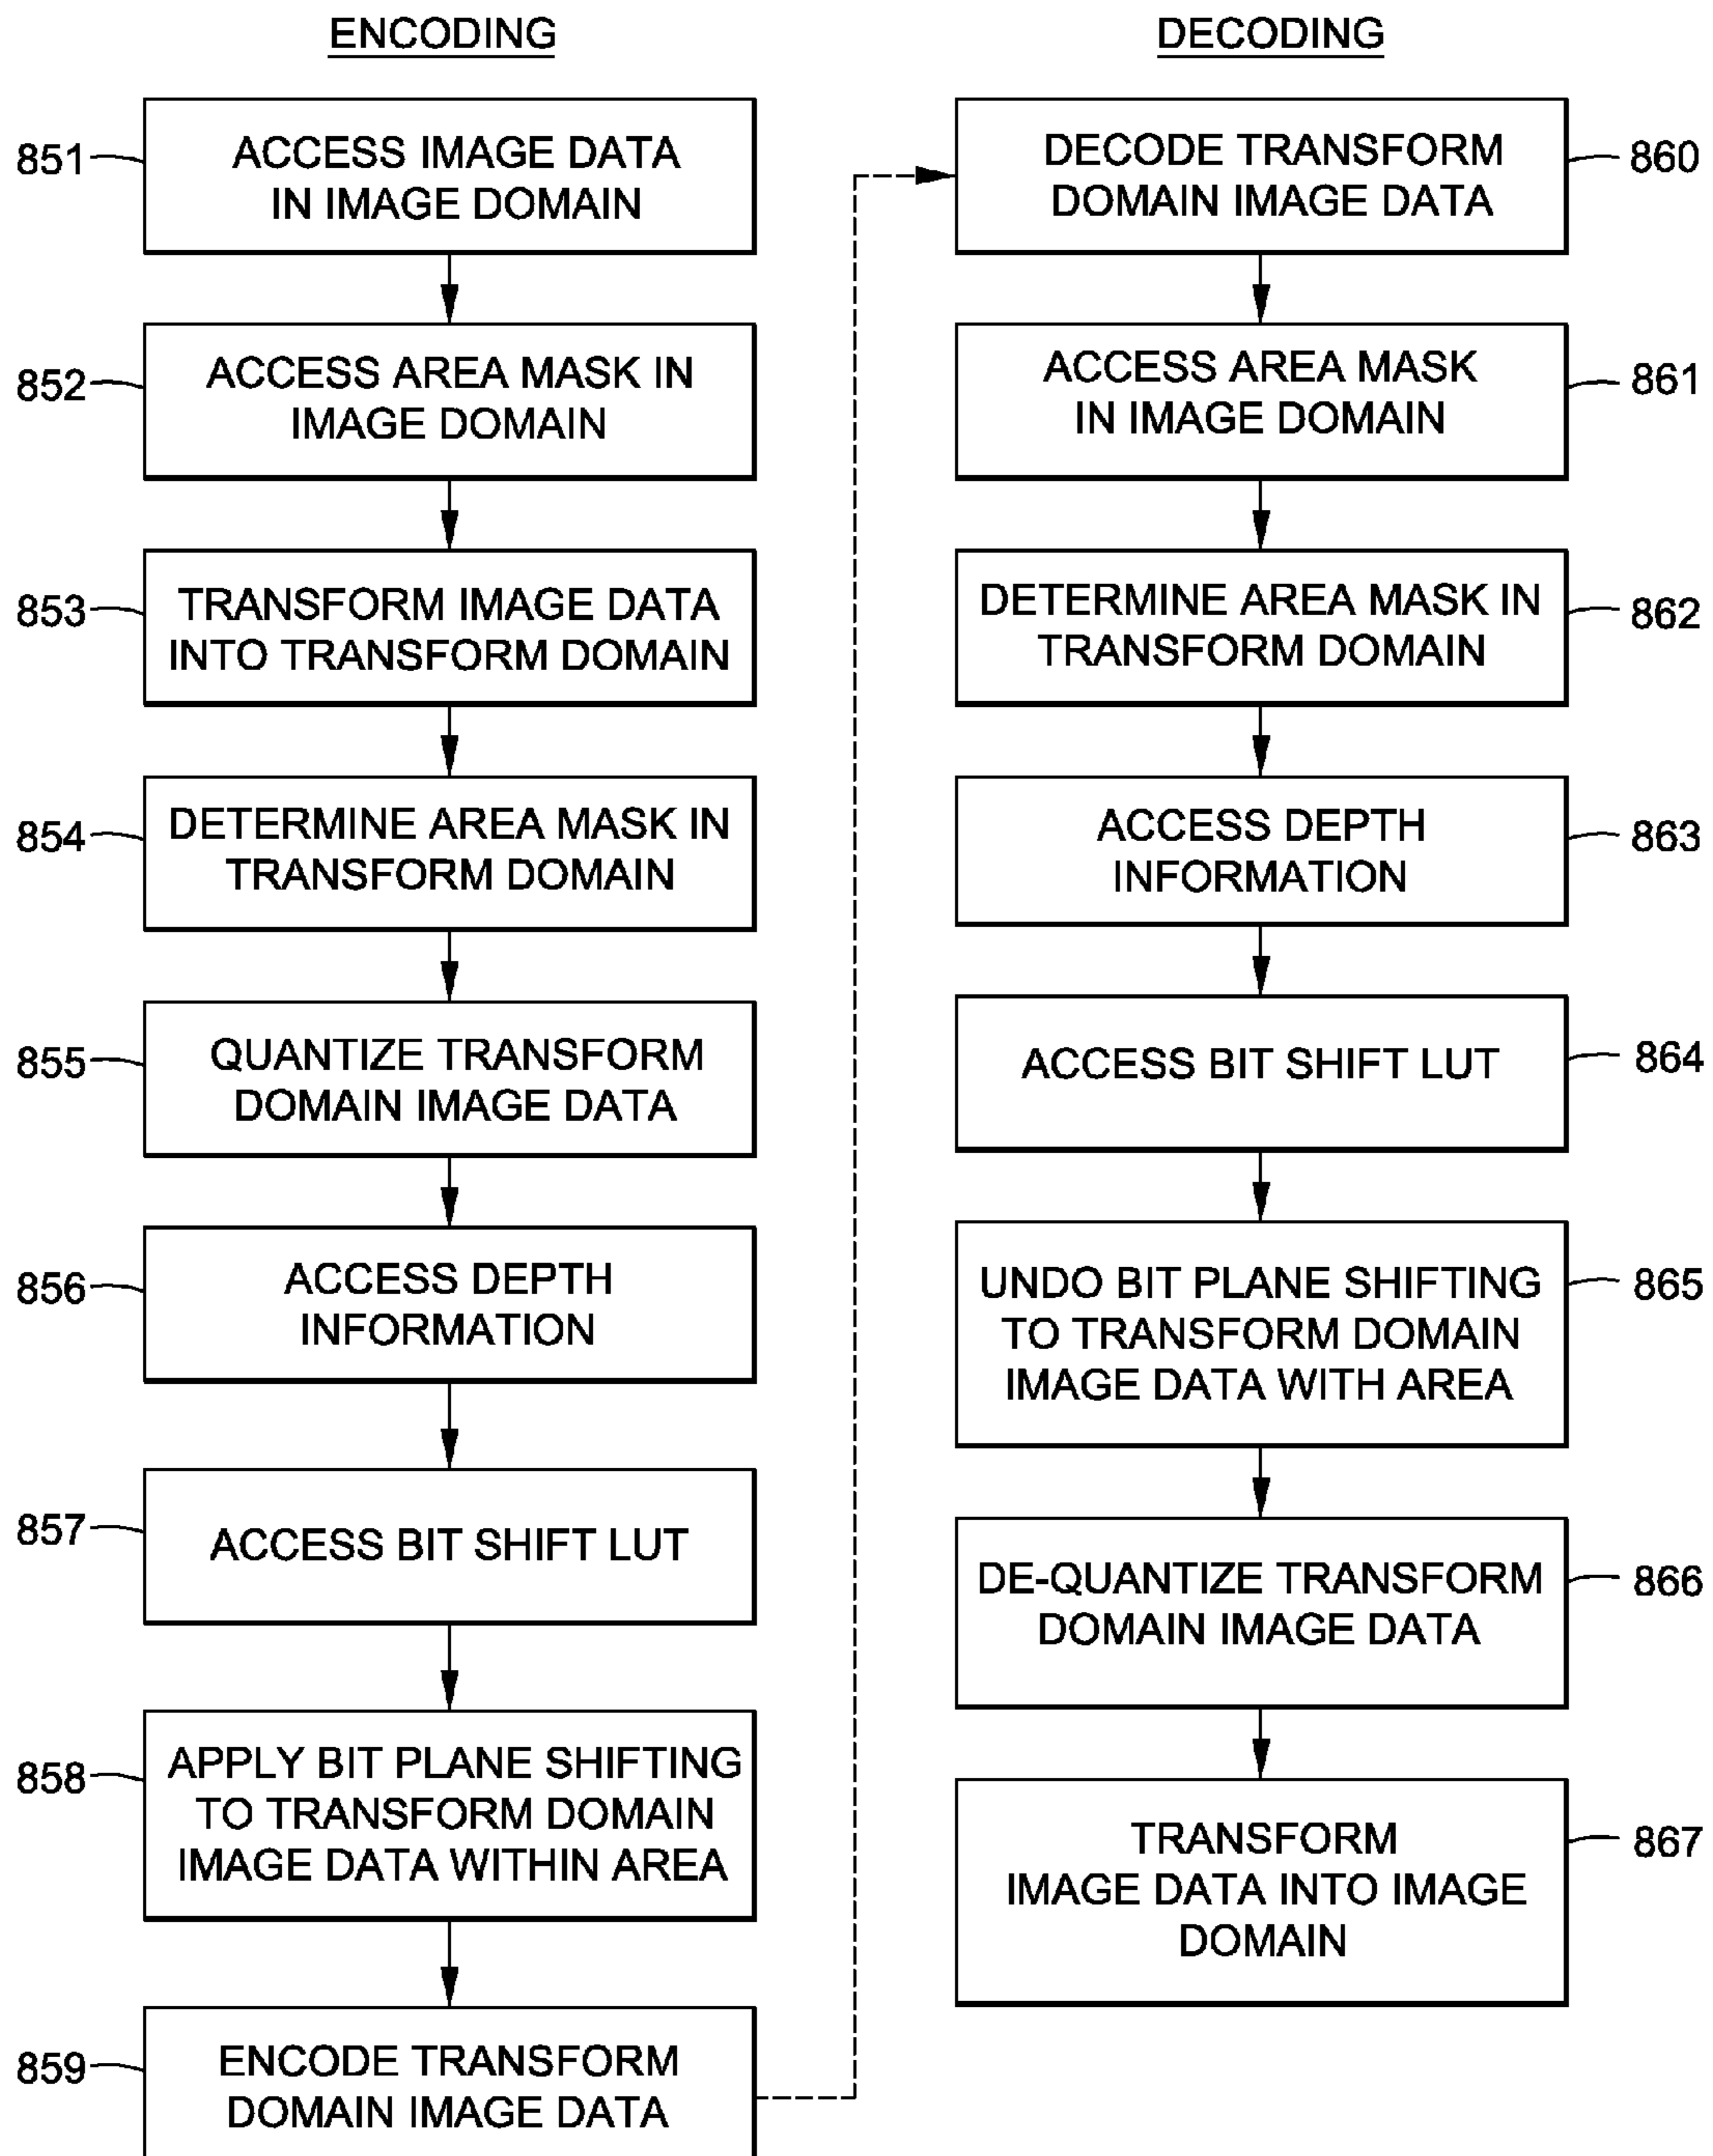 ENCODING
851
ACCESS IMAGE DATA
IN IMAGE DOMAIN
852
ACCESS AREA MASK IN
IMAGE DOMAIN
853
TRANSFORM IMAGE DATA
INTO TRANSFORM DOMAIN
854
DETERMINE AREA MASK IN
TRANSFORM DOMAIN
855
QUANTIZE TRANSFORM
DOMAIN IMAGE DATA
856
ACCESS DEPTH
INFORMATION
857
ACCESS BIT SHIFT LUT
858
APPLY BIT PLANE SHIFTING
TO TRANSFORM DOMAIN
IMAGE DATA WITHIN AREA
859
ENCODE TRANSFORM
DOMAIN IMAGE DATA
DECODING
DECODE TRANSFORM
DOMAIN IMAGE DATA
860
ACCESS AREA MASK
IN IMAGE DOMAIN
861
DETERMINE AREA MASK IN
TRANSFORM DOMAIN
862
ACCESS DEPTH
INFORMATION
863
ACCESS BIT SHIFT LUT
864
UNDO BIT PLANE SHIFTING
TO TRANSFORM DOMAIN
IMAGE DATA WITH AREA
865
DE-QUANTIZE TRANSFORM
DOMAIN IMAGE DATA
866
TRANSFORM
IMAGE DATA INTO IMAGE
DOMAIN
867